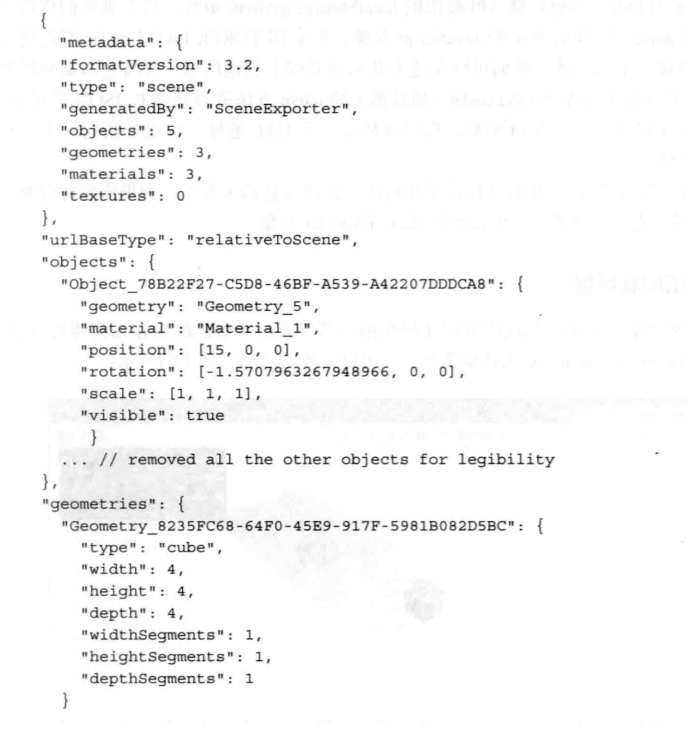 {
"metadata": {
"formatVersion": 3.2,
"type": "scene",
"generatedBy": "SceneExporter",
"objects": 5,
"geometries": 3,
"materials": 3,
"textures": 0
},
"urlBaseType": "relativeToScene",
"objects": {
"Object_78B22F27-C5D8-46BF-A539-A42207DDDCA8": {
"geometry": "Geometry_5",
"material": "Material_1",
"position": [15, 0, 0],
"rotation": [-1.5707963267948966, 0, 0],
"scale": [1, 1, 1],
"visible": true
}
... // removed all the other objects for legibility
},
"geometries": {
"Geometry_8235FC68-64F0-45E9-917F-5981B082D5BC": {
"type": "cube",
"width": 4,
"height": 4,
"depth": 4,
"widthSegments": 1,
"heightSegments": 1,
"depthSegments": 1
}